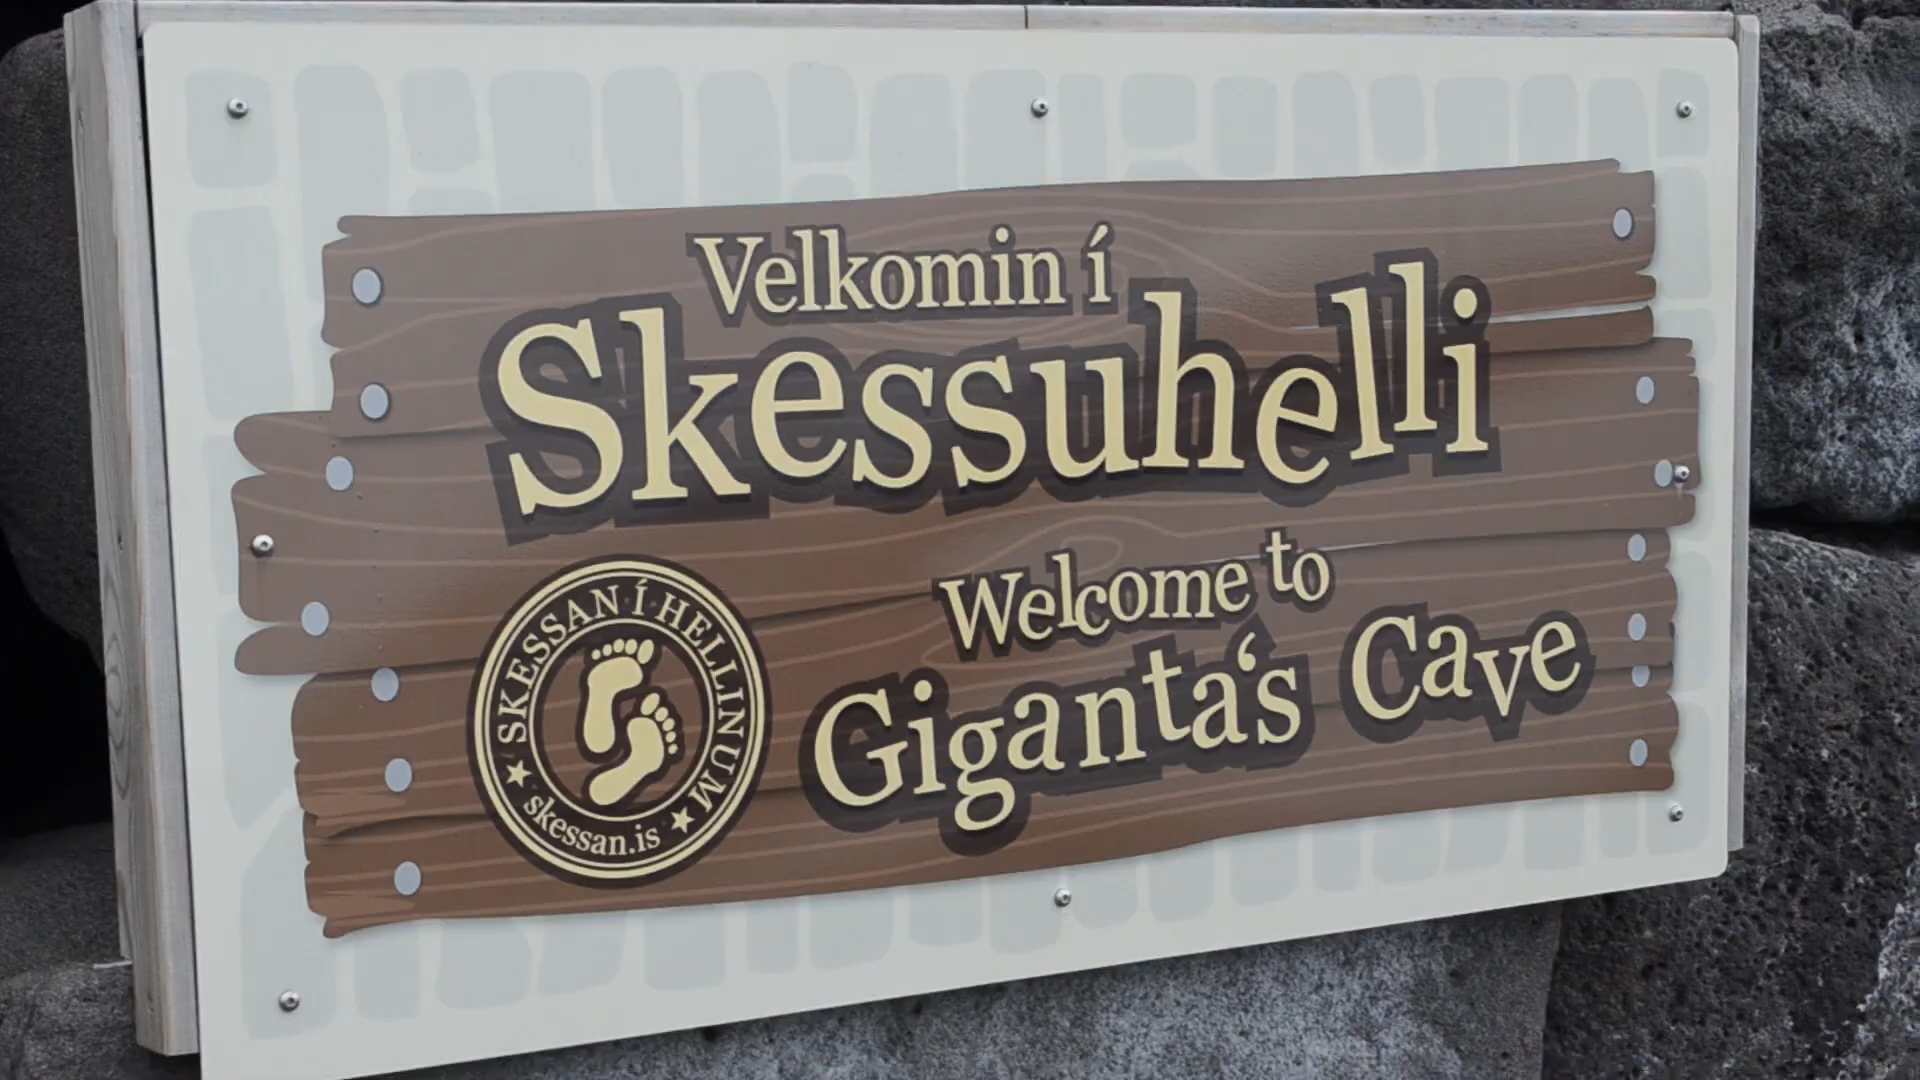 Velkomin í
Skessuhelli
Welcome to
Giganta‘s Cave
SKESSAN Í HELLINUM
skessan.is